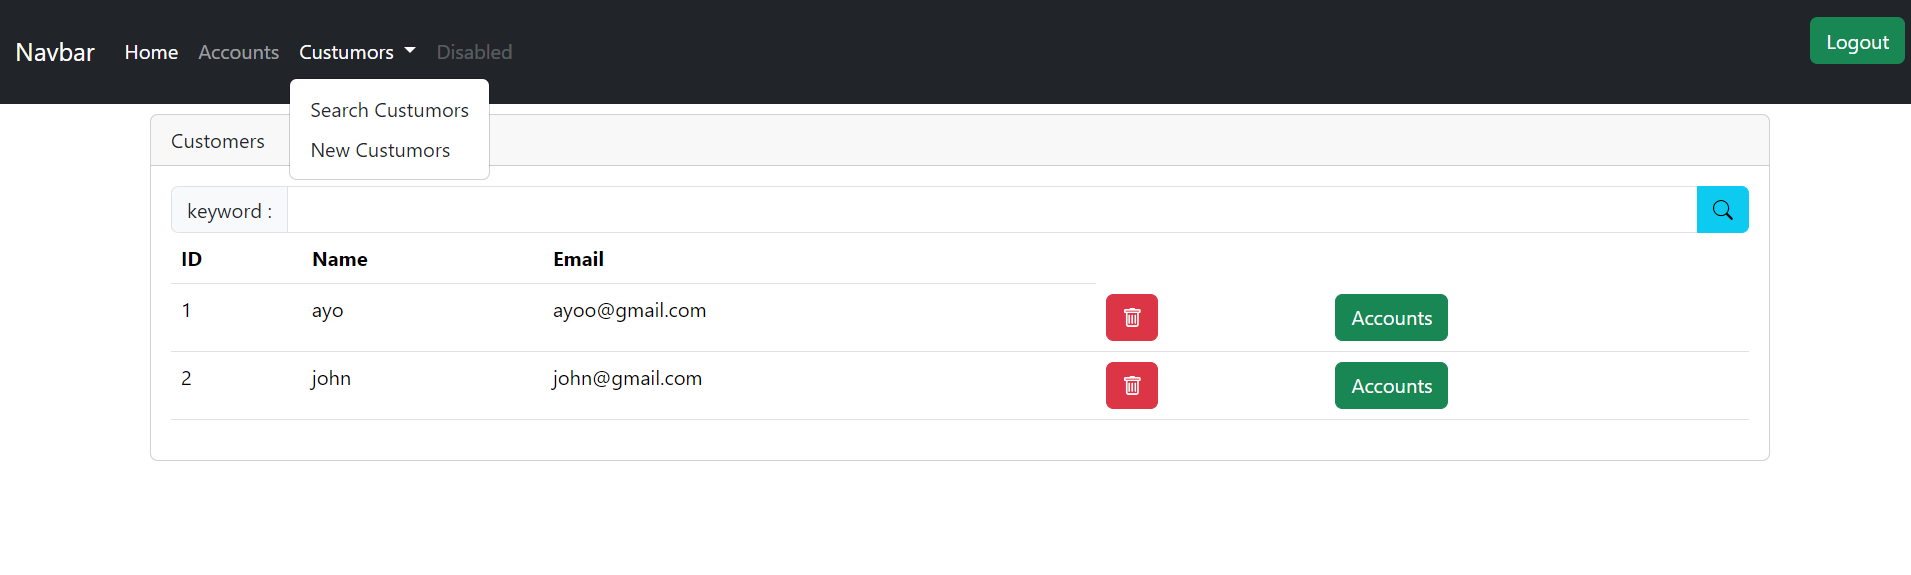 Navbar Home Accounts Custumors Disabled Logout
Search Custumors
New Custumors
Customers
keyword :
ID Name Email
1 ayo ayoo@gmail.com Accounts
2 john john@gmail.com Accounts